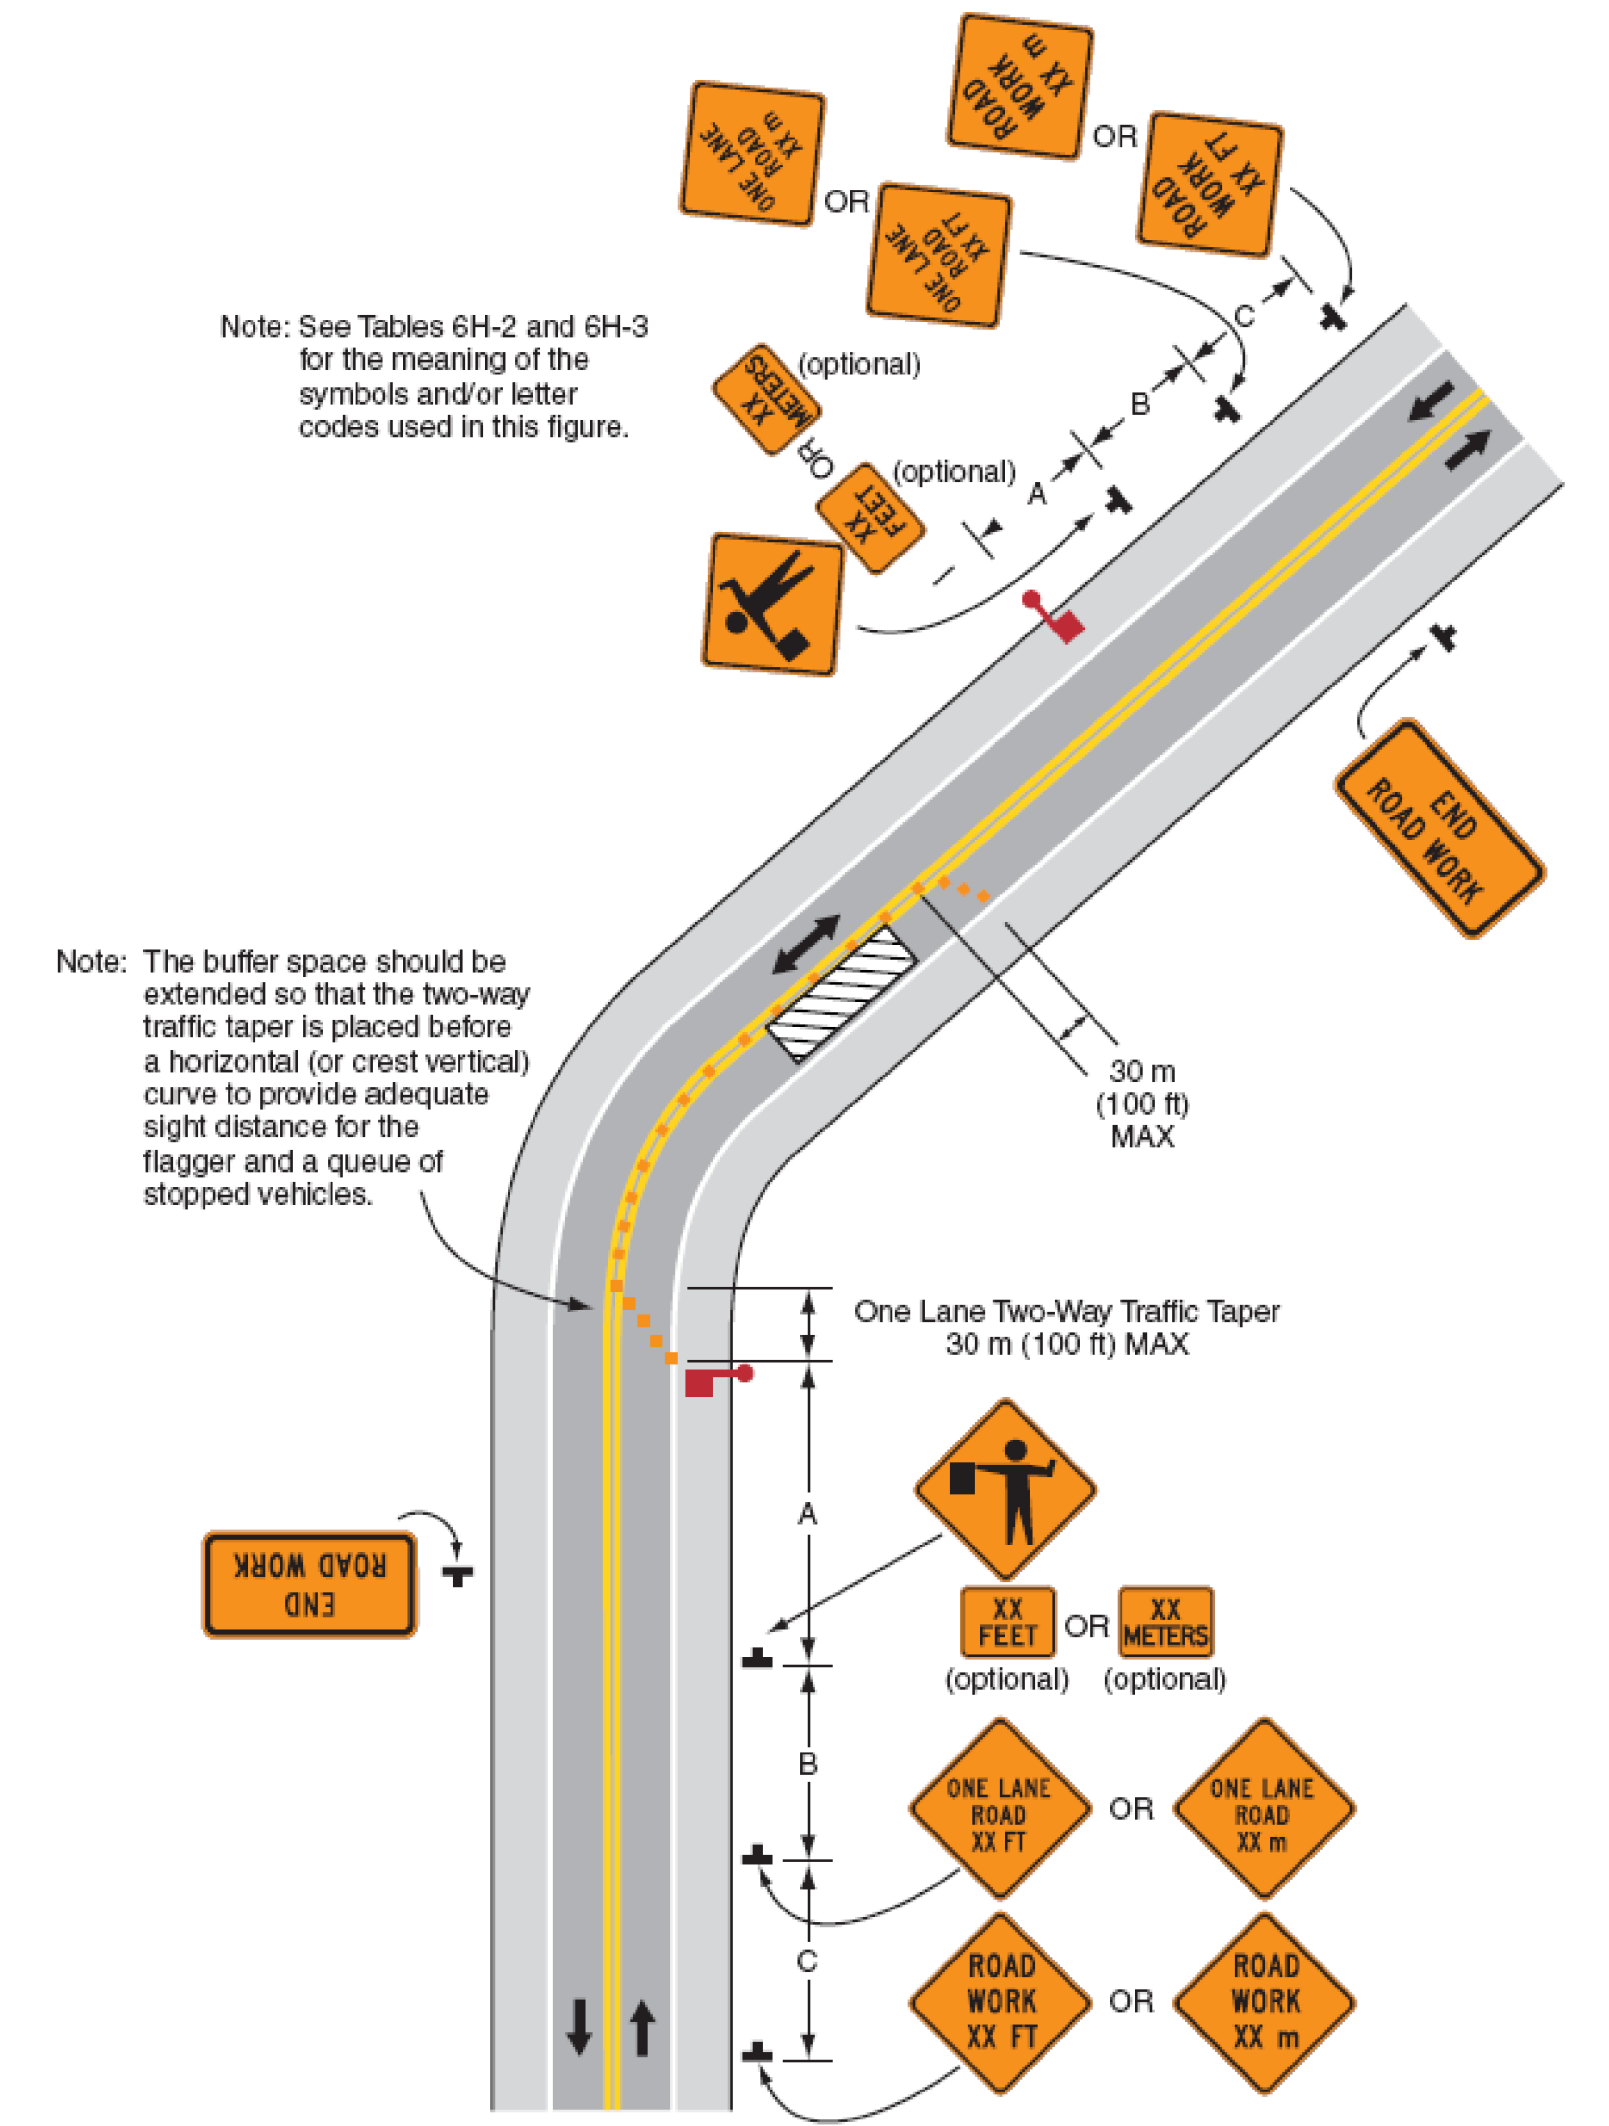 ROAD
WORK
XX m
OR
ROAD
WORK
XX FT
ONE LANE
ROAD
XX m
OR
ONE LANE
ROAD
XX FT
Note: See Tables 6H-2 and 6H-3
for the meaning of the
symbols and/or letter
codes used in this figure.
XX
METERS
(optional)
OR
XX
FEET
(optional)
C
B
A
END
ROAD WORK
Note: The buffer space should be
extended so that the two-way
traffic taper is placed before
a horizontal (or crest vertical)
curve to provide adequate
sight distance for the
flagger and a queue of
stopped vehicles.
30 m
(100 ft)
MAX
One Lane Two-Way Traffic Taper
30 m (100 ft) MAX
A
END
ROAD WORK
XX
FEET
OR
XX
METERS
(optional) (optional)
B
ONE LANE
ROAD
XX FT
OR
ONE LANE
ROAD
XX m
C
ROAD
WORK
XX FT
OR
ROAD
WORK
XX m